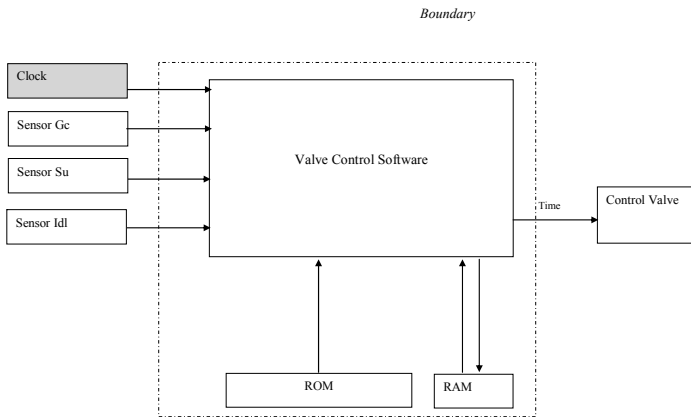 Boundary
Clock
Sensor Gc
Sensor Su
Sensor Idl
Valve Control Software
Time
Control Valve
ROM
RAM